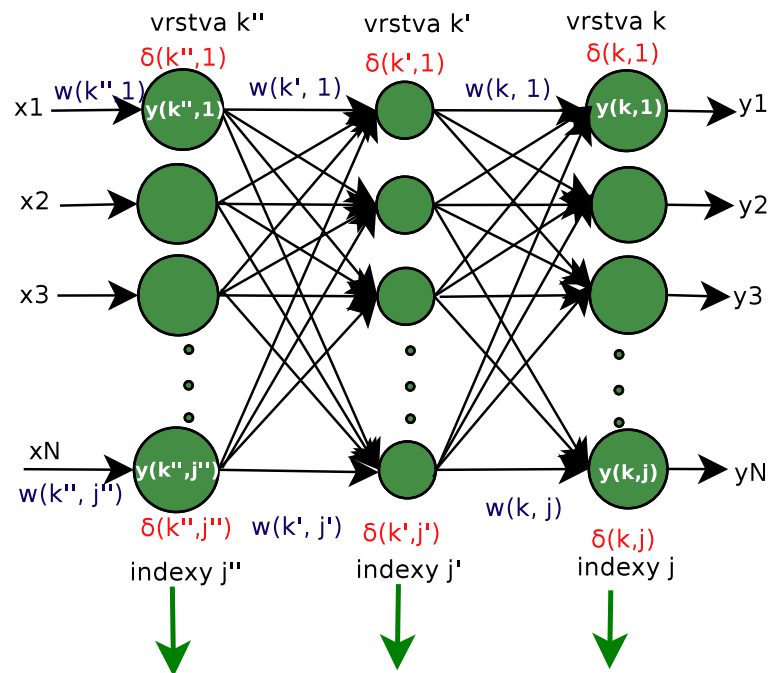 vrstva k" vrstva k' vrstva k
δ(k",1) δ(k',1) δ(k,1)
w(k",1) w(k', 1) w(k, 1)
x1 y(k",1) y(k,1) y1
x2 y2
x3 y3
xN y(k",j") y(k,j) yN
w(k", j") w(k', j') w(k, j)
δ(k",j") δ(k',j') δ(k,j)
indexy j" indexy j' indexy j